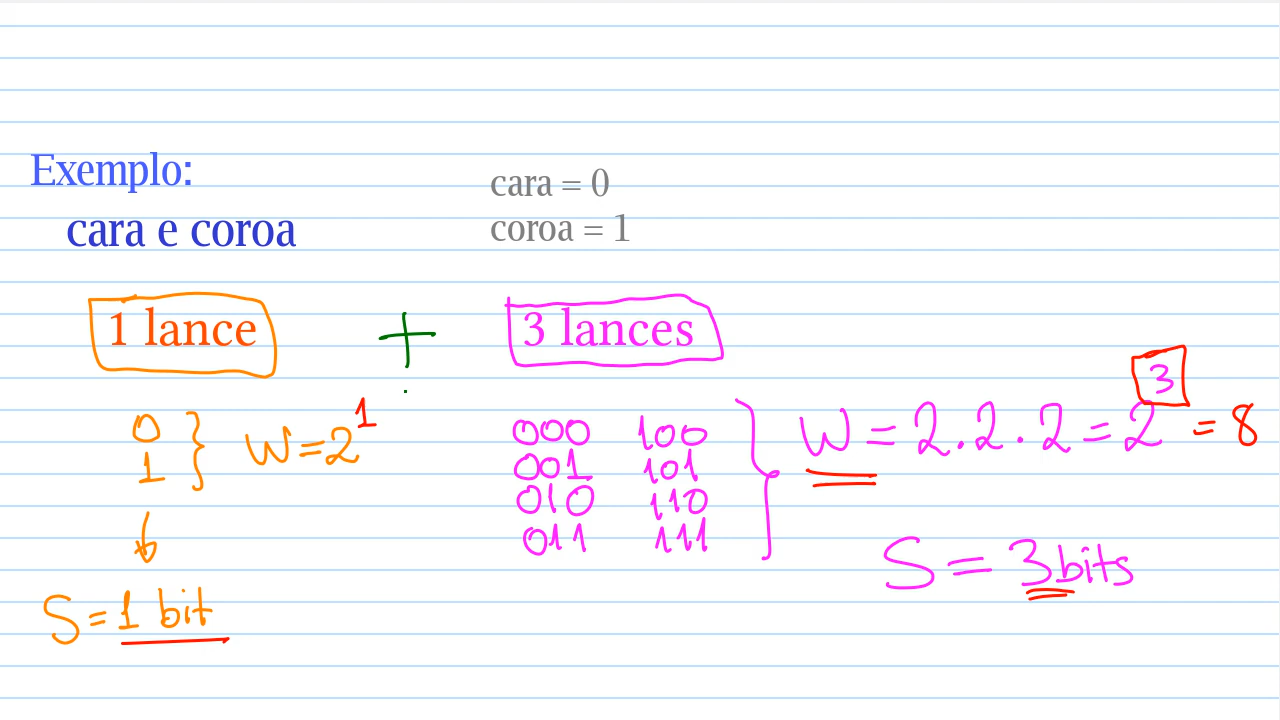 Exemplo:
cara e coroa
cara = 0
coroa = 1
1 lance
+
3 lances
0
1
W=2^1
S=1 bit
000 100
001 101
010 110
011 111
W = 2.2.2 = 2^3 = 8
S = 3bits